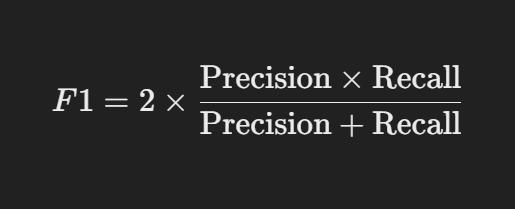 F1 = 2 × Precision × Recall / Precision + Recall